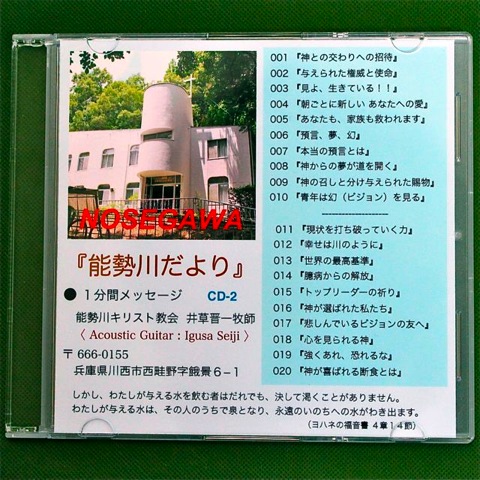 NOSEGAWA
『能勢川だより』
● 1分間メッセージ CD-2
能勢川キリスト教会 井草晋一牧師
〈 Acoustic Guitar : Igusa Seiji 〉
〒 666-0155
兵庫県川西市西畦野字餓景6−1
001 『神との交わりへの招待』
002 『与えられた権威と使命』
003 『見よ、生きている！！』
004 『朝ごとに新しい あなたへの愛』
005 『あなたも、家族も救われます』
006 『預言、夢、幻』
007 『本当の預言とは』
008 『神からの夢が道を開く』
009 『神の召しと分け与えられた賜物』
010 『青年は幻（ビジョン）を見る』
--------------------
011 『現状を打ち破っていく力』
012 『幸せは川のように』
013 『世界の最高基準』
014 『臆病からの解放』
015 『トップリーダーの祈り』
016 『神が選ばれた私たち』
017 『悲しんでいるビジョンの友へ』
018 『心を見られる神』
019 『強くあれ、恐れるな』
020 『神が喜ばれる断食とは』
しかし、わたしが与える水を飲む者はだれでも、決して渇くことがありません。
わたしが与える水は、その人のうちで泉となり、永遠のいのちへの水がわき出ます。
（ヨハネの福音書 4章14節）